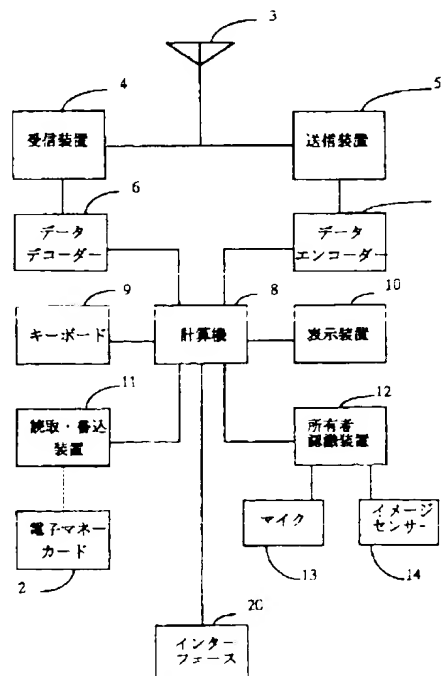 3
4
5
受信装置
送信装置
6
データ
デコーダー
データ
エンコーダー
9
8
10
キーボード
計算機
表示装置
11
12
読取・書込
装置
所有者
認識装置
電子マネー
カード
マイク
イメージ
センサー
2
13
14
20
インター
フェース